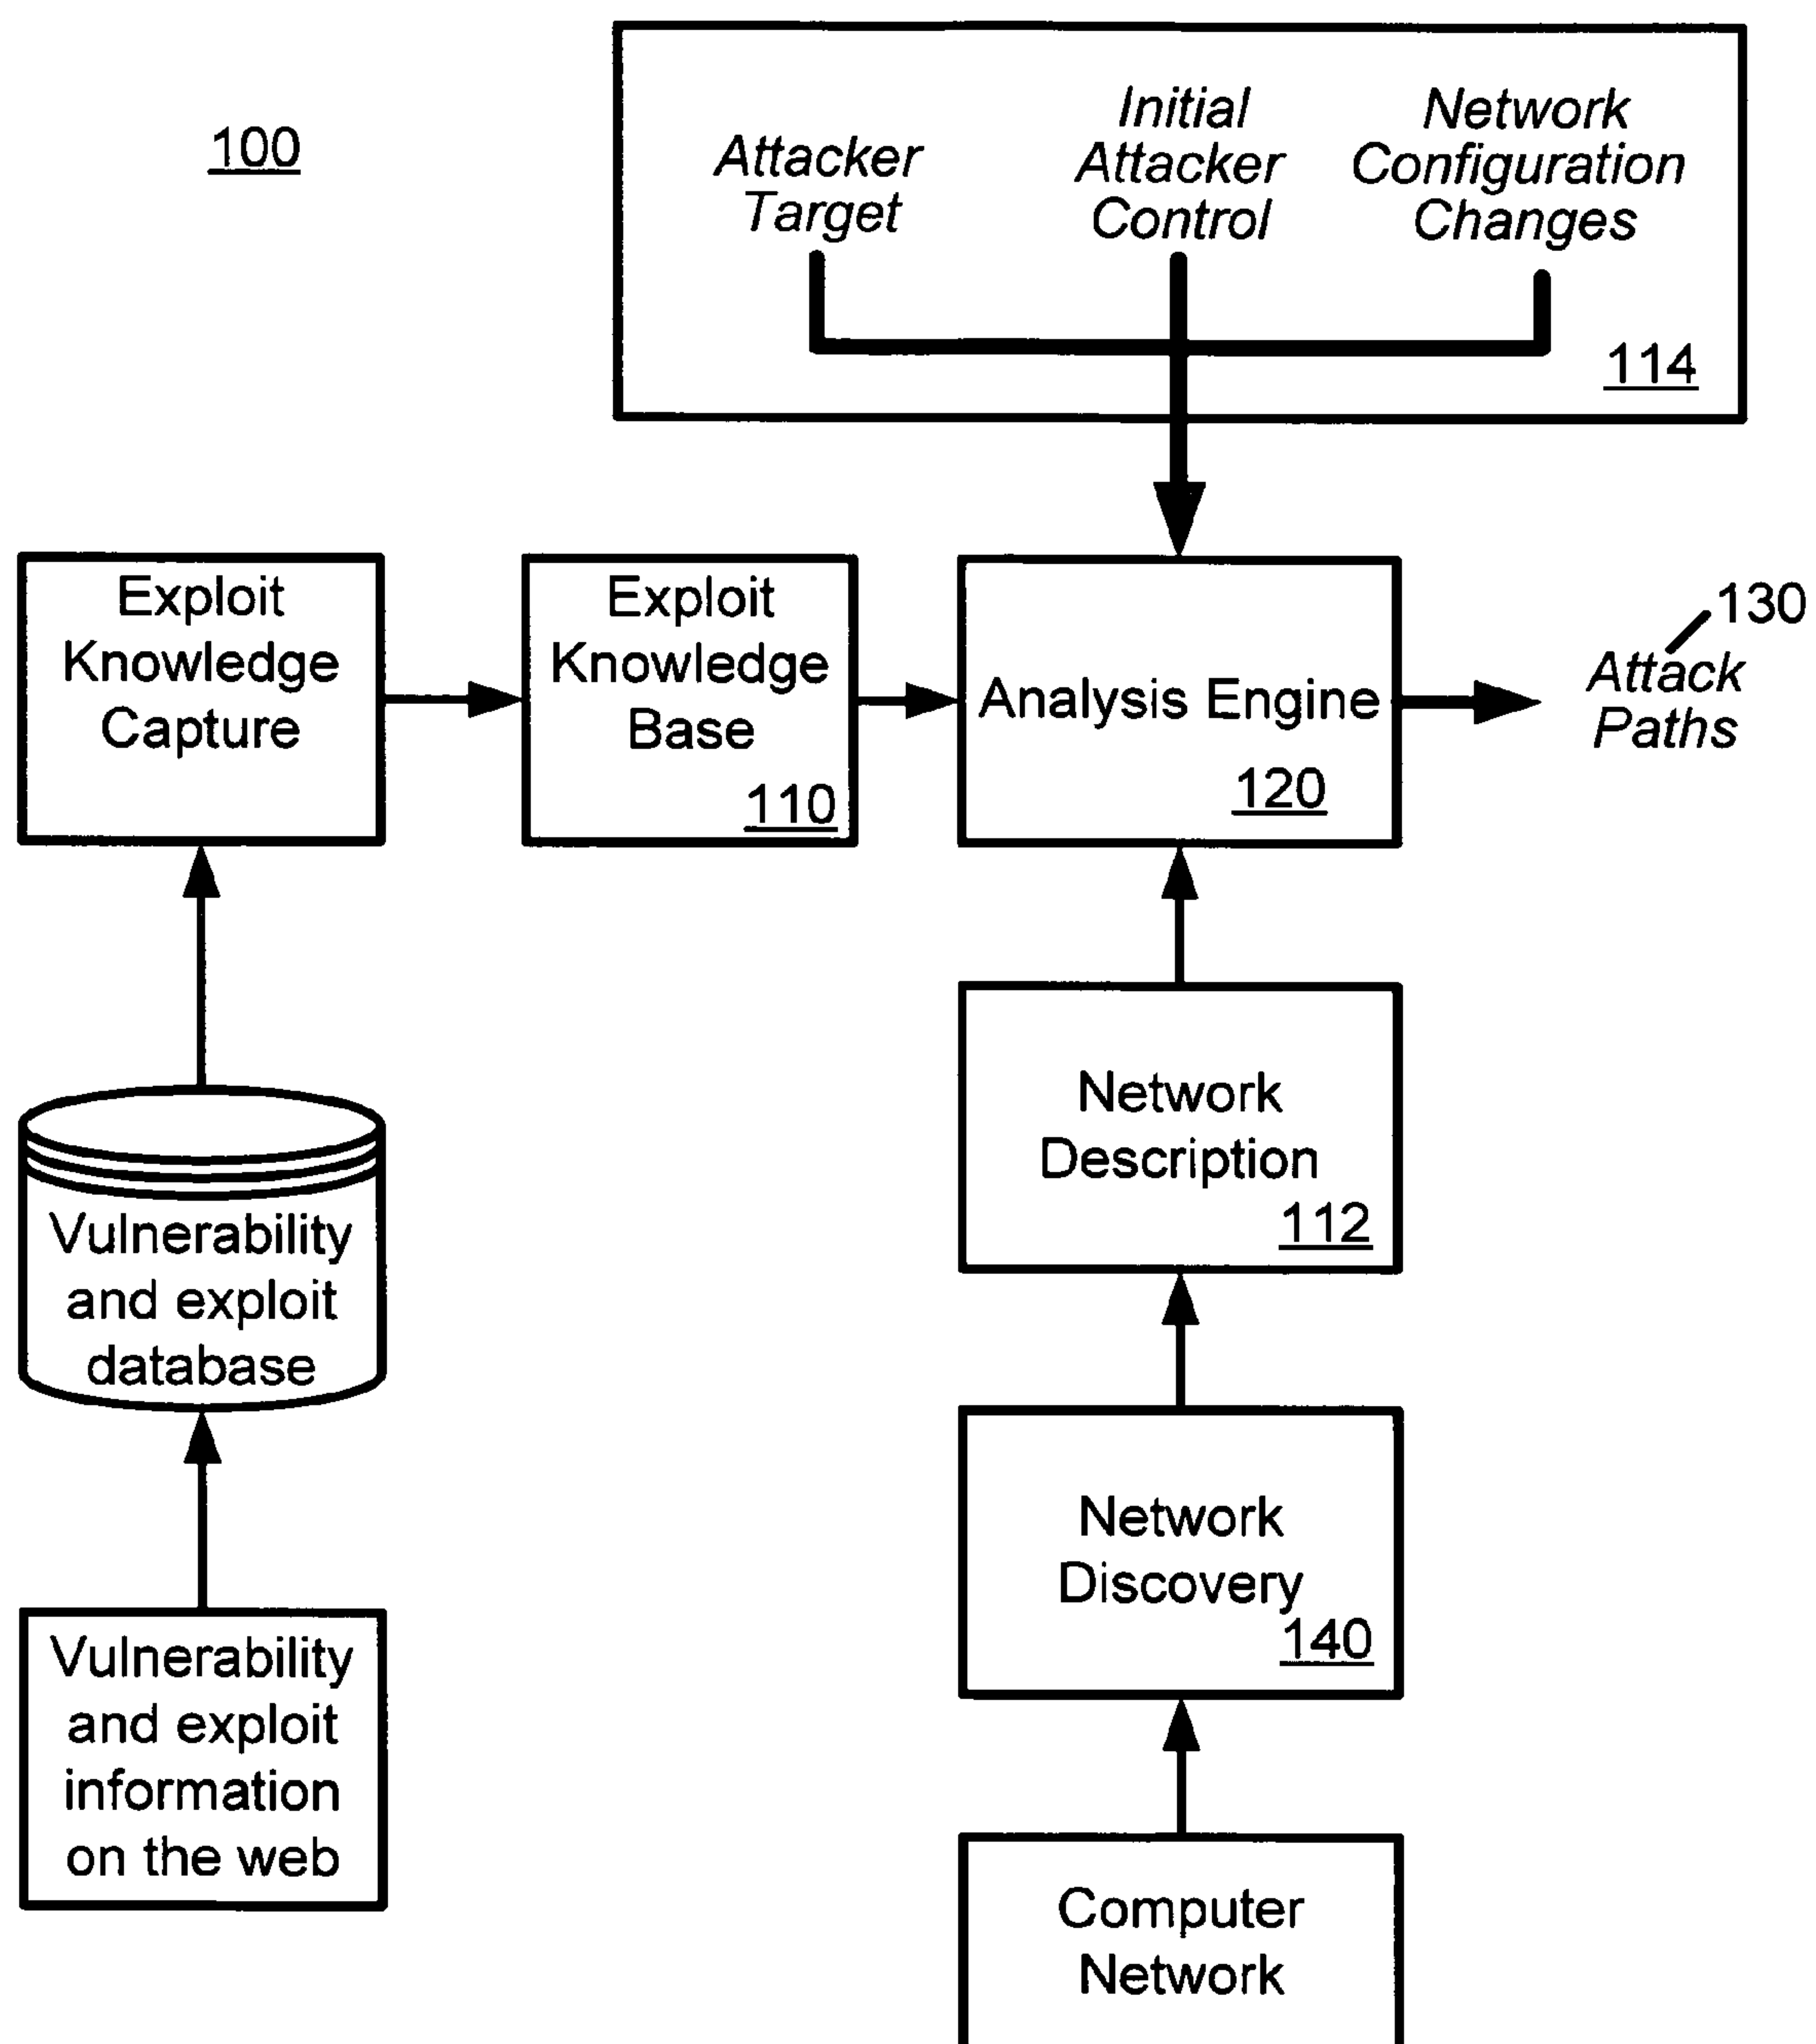 100
Attacker
Target
Initial
Attacker
Control
Network
Configuration
Changes
114
Exploit
Knowledge
Capture
Exploit
Knowledge
Base
110
Analysis Engine
120
130
Attack
Paths
Network
Description
112
Vulnerability
and exploit
database
Network
Discovery
140
Vulnerability
and exploit
information
on the web
Computer
Network